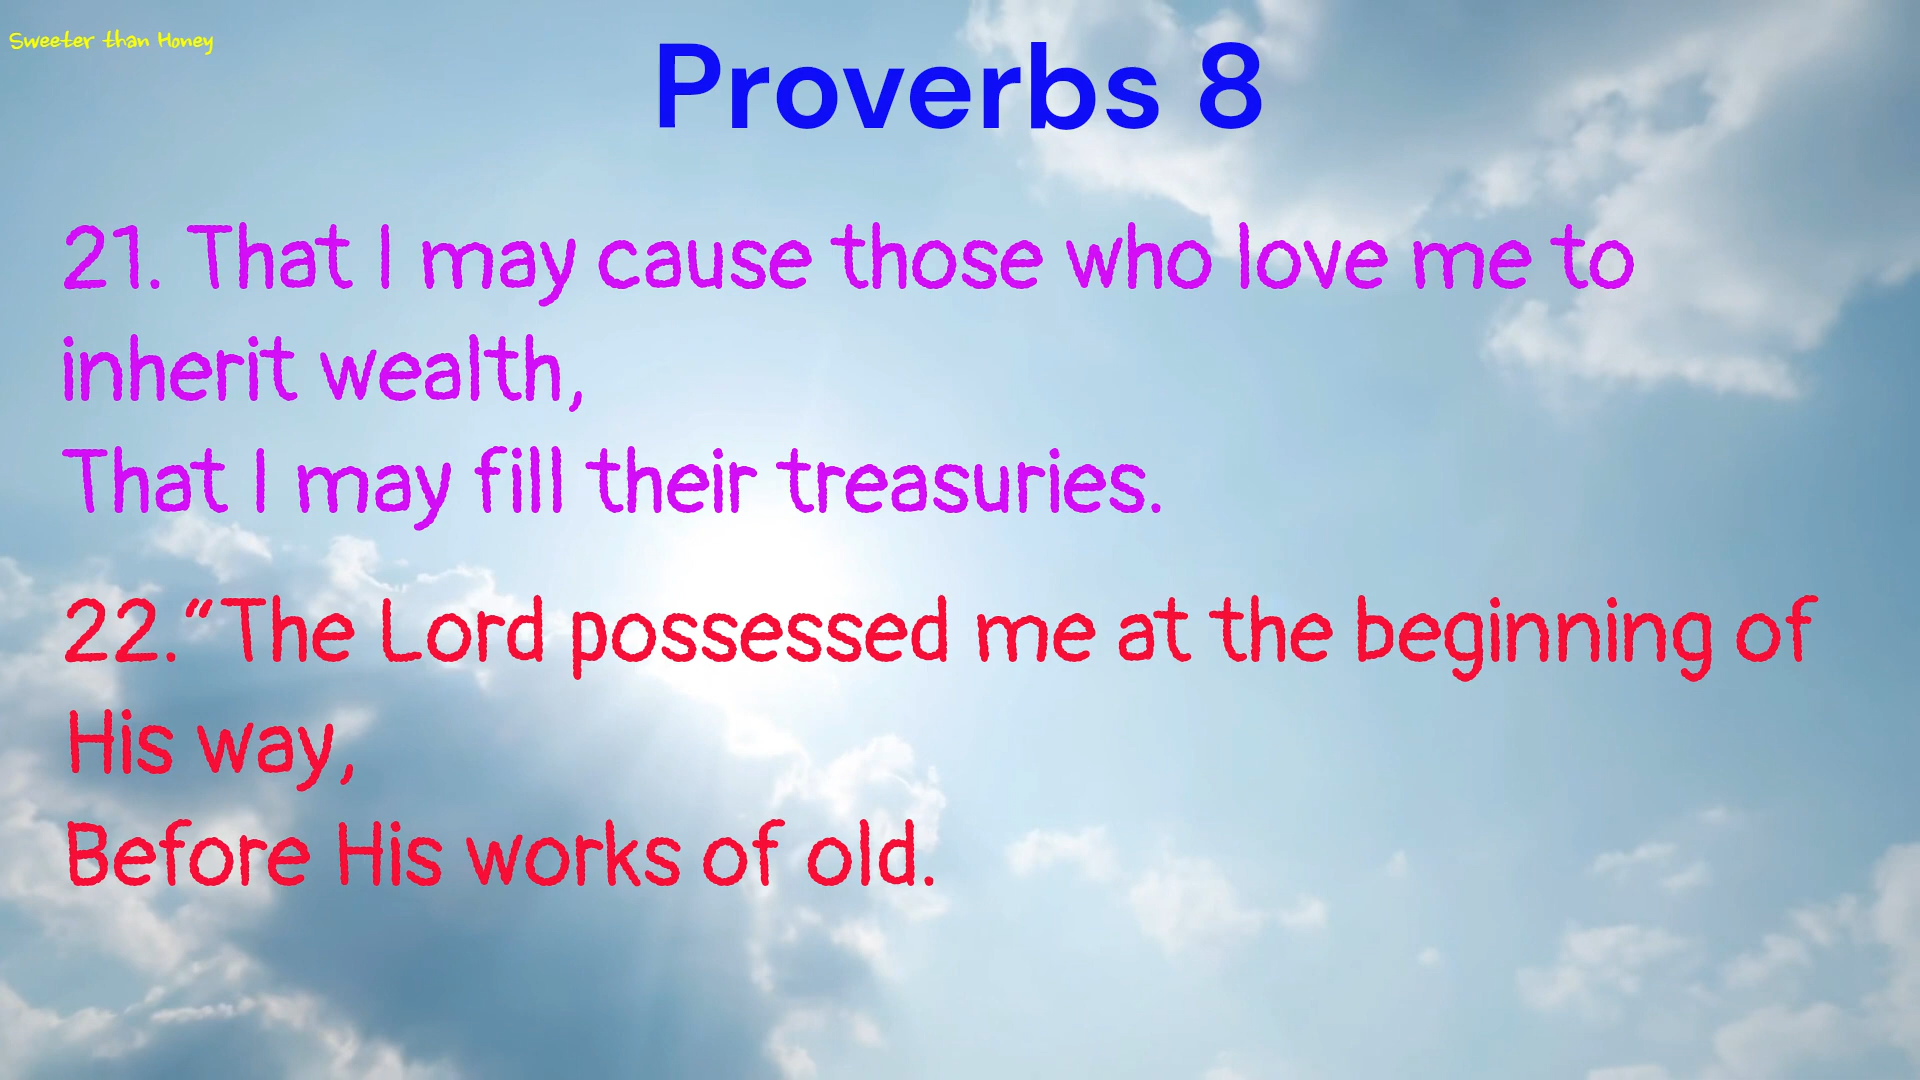 Sweeter than Honey
Proverbs 8
21. That I may cause those who love me to
inherit wealth,
That I may fill their treasuries.
22.“The Lord possessed me at the beginning of
His way,
Before His works of old.